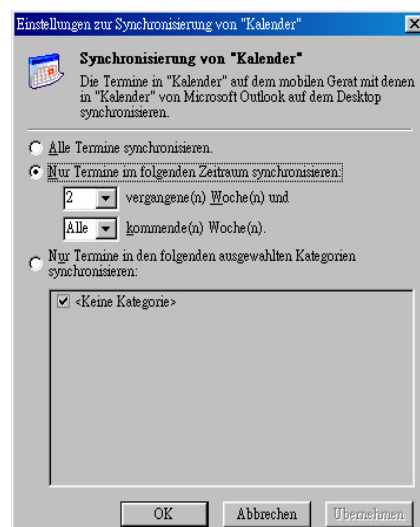 Einstellungen zur Synchronisierung von "Kalender"
Synchronisierung von "Kalender"
Die Termine in "Kalender" auf dem mobilen Gerat mit denen
in "Kalender" von Microsoft Outlook auf dem Desktop
synchronisieren.
Alle Termine synchronisieren.
Nur Termine im folgenden Zeitraum synchronisieren:
2 vergangene(n) Woche(n) und
Alle kommende(n) Woche(n).
Nur Termine in den folgenden ausgewahlten Kategorien
synchronisieren:
<Keine Kategorie>
OK Abbrechen Ubernehmen